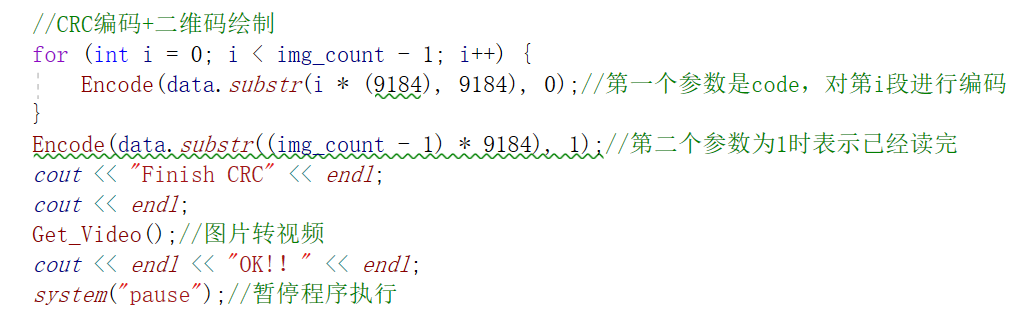 //CRC编码+二维码绘制
for (int i = 0; i < img_count - 1; i++) {
    Encode(data.substr(i * (9184), 9184), 0);//第一个参数是code，对第i段进行编码
}
Encode(data.substr((img_count - 1) * 9184), 1);//第二个参数为1时表示已经读完
cout << "Finish CRC" << endl;
cout << endl;
Get_Video();//图片转视频
cout << endl << "OK!！" << endl;
system("pause");//暂停程序执行